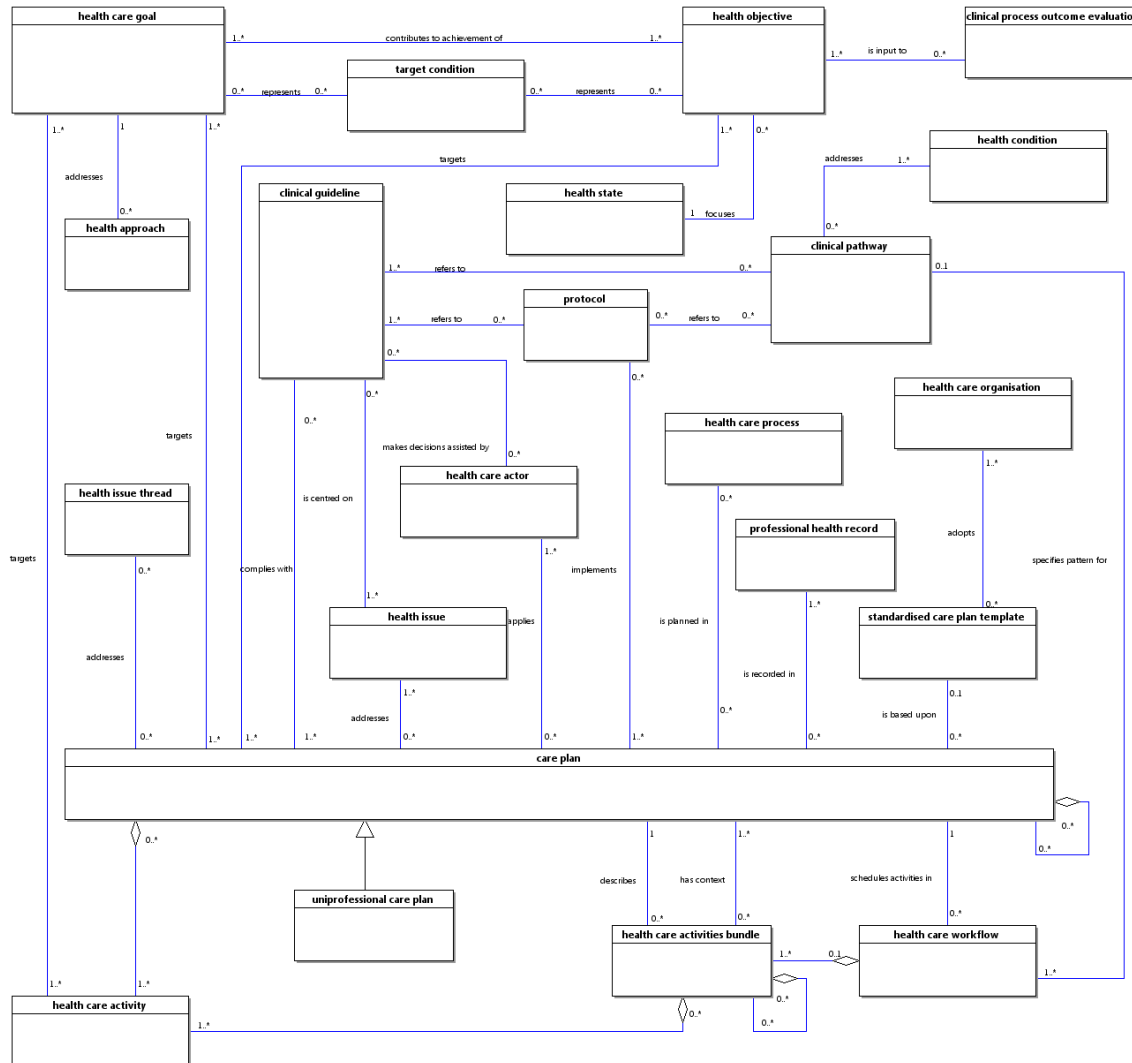 health care goal
health objective
clinical process outcome evaluation
1..*
contributes to achievement of
1..*
1..*
is input to
0..*
target condition
0..*
represents
0..*
0..*
represents
0..*
1..*
1
1..*
1..*
0..*
health condition
targets
addresses
1..*
addresses
clinical guideline
health state
0..*
health approach
1
focuses
0..*
clinical pathway
1..*
refers to
0..*
0..1
protocol
1..*
refers to
0..*
0..*
refers to
0..*
0..*
0..*
health care organisation
0..*
0..*
health care process
targets
makes decisions assisted by
0..*
1..*
health care actor
health issue thread
0..*
is centred on
professional health record
adopts
1..*
targets
specifies pattern for
0..*
complies with
implements
1..*
1..*
0..*
health issue
applies
standardised care plan template
is planned in
addresses
is recorded in
1..*
0..1
addresses
0..*
is based upon
0..*
1..*
1..*
1..*
0..*
0..*
1..*
0..*
0..*
care plan
0..*
0..*
1
1..*
1
0..*
describes
has context
schedules activities in
uniprofessional care plan
0..*
0..*
0..*
health care activities bundle
health care workflow
1..*
0..1
1..*
1..*
1..*
0..*
health care activity
0..*
1..*
0..*